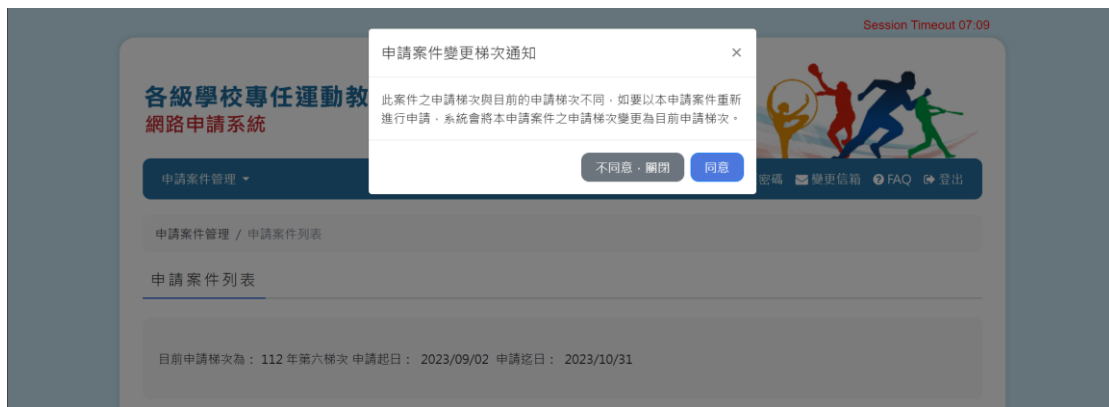 Session Timeout 07:09
申請案件變更梯次通知
×
各級學校專任運動教
網路申請系統
此案件之申請梯次與目前的申請梯次不同，如要以本申請案件重新
進行申請，系統會將本申請案件之申請梯次變更為目前申請梯次。
不同意，關閉 同意
申請案件管理 密碼 變更信箱 FAQ 登出
申請案件管理 / 申請案件列表
申請案件列表
目前申請梯次為： 112 年第六梯次 申請起日： 2023/09/02 申請迄日： 2023/10/31